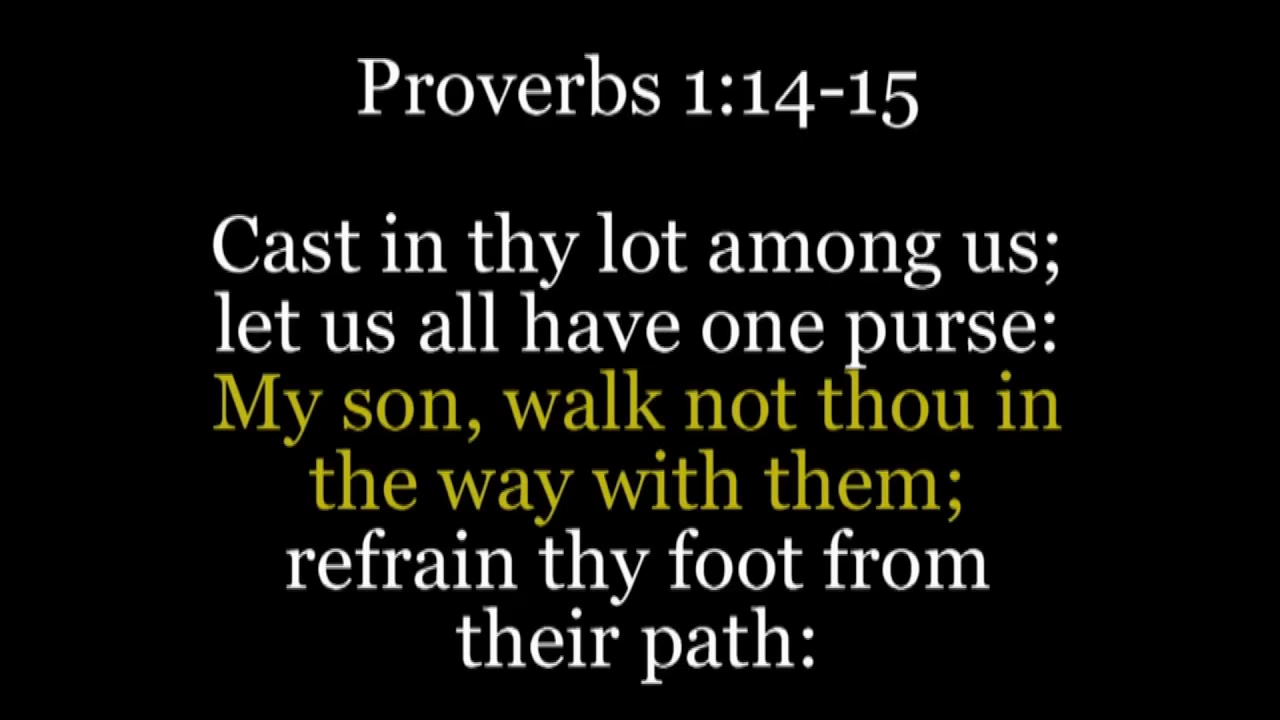 Proverbs 1:14-15
Cast in thy lot among us;
let us all have one purse:
My son, walk not thou in
the way with them;
refrain thy foot from
their path: